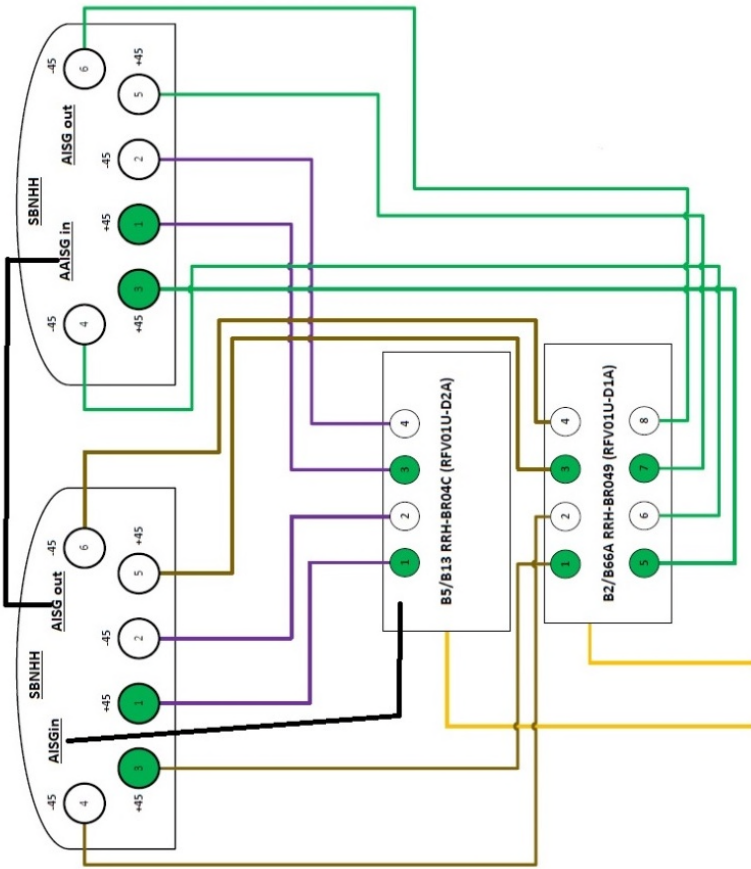 SBNHH
-45 AISGin AISG out -45
4 6
+45 -45
+45 3 1 2 5 +45
SBNHH
-45 AAISG in AISG out -45
4 6
+45 -45
+45 3 1 2 5 +45
1 2 3 4
B5/B13 RRH-BR04C (RFV01U-D2A)
1 2 3 4
B2/B66A RRH-BR049 (RFV01U-D1A)
5 6 7 8